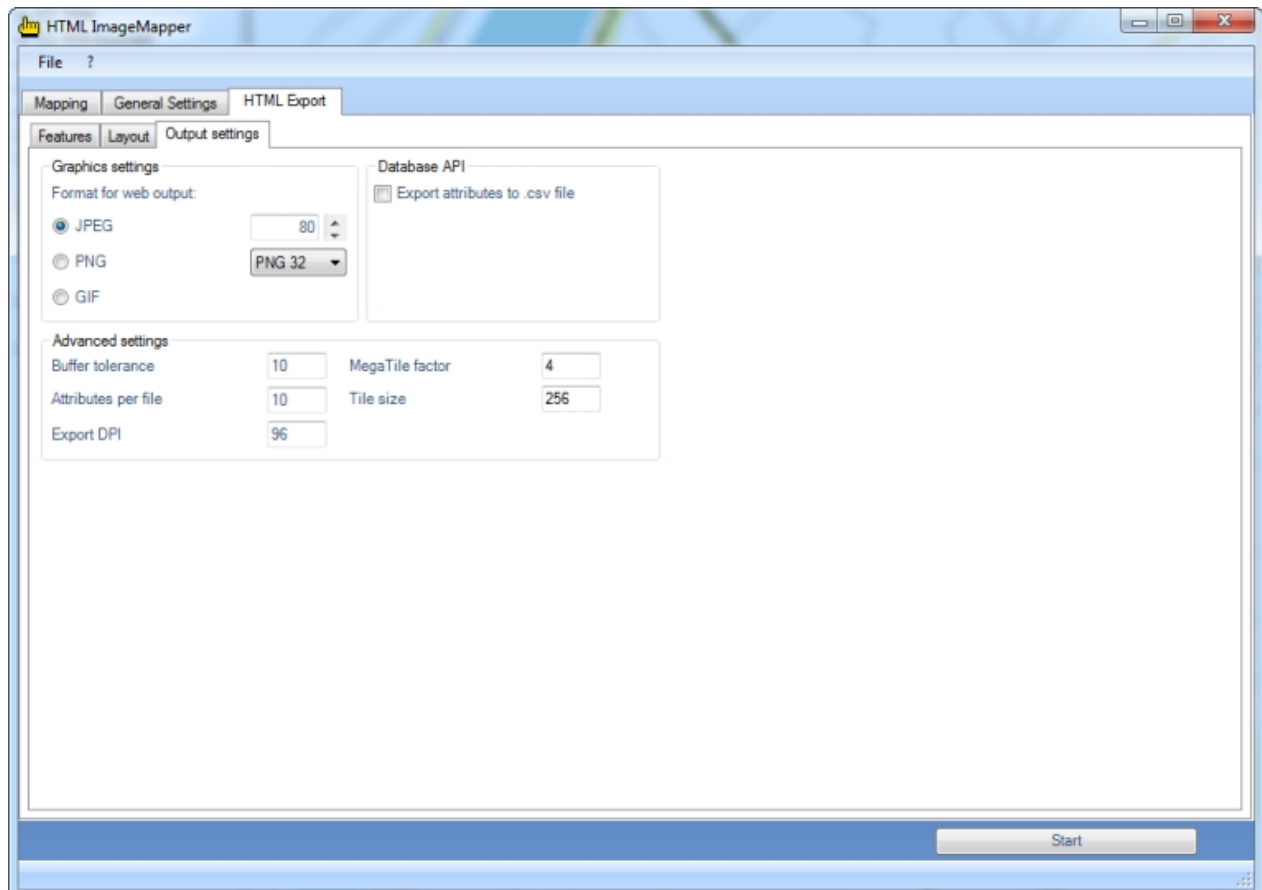 HTML ImageMapper
File ?
Mapping General Settings HTML Export
Features Layout Output settings
Graphics settings
Format for web output:
JPEG 80
PNG PNG 32
GIF
Database API
Export attributes to .csv file
Advanced settings
Buffer tolerance 10 MegaTile factor 4
Attributes per file 10 Tile size 256
Export DPI 96
Start